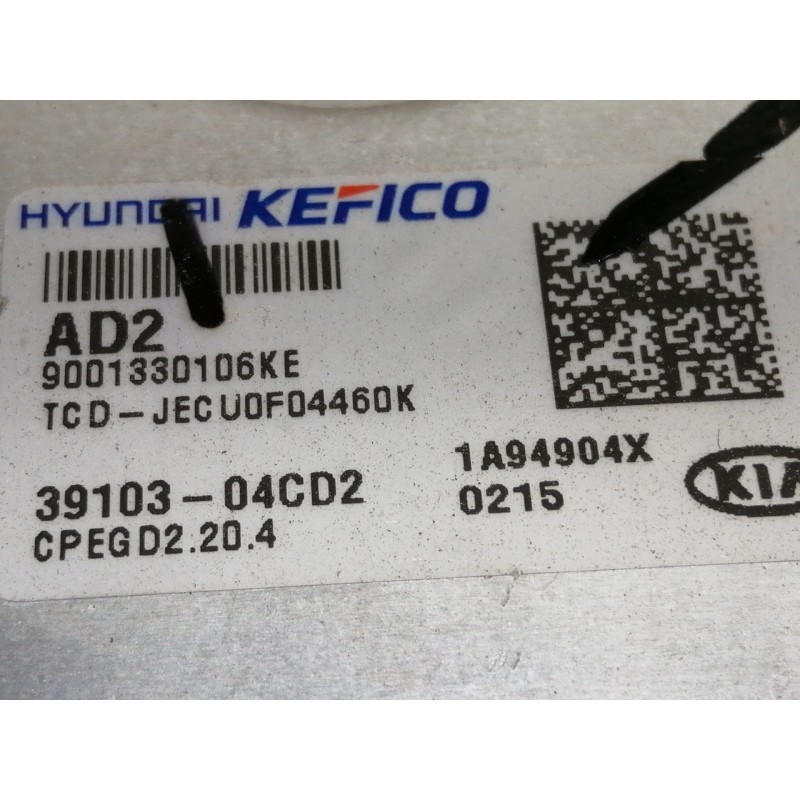 HYUNDAI KEFICO
AD2
9001330106KE
TCD-JECU0F04460K
39103-04CD2
CPEGD2.20.4
1A94904X
0215
KIA